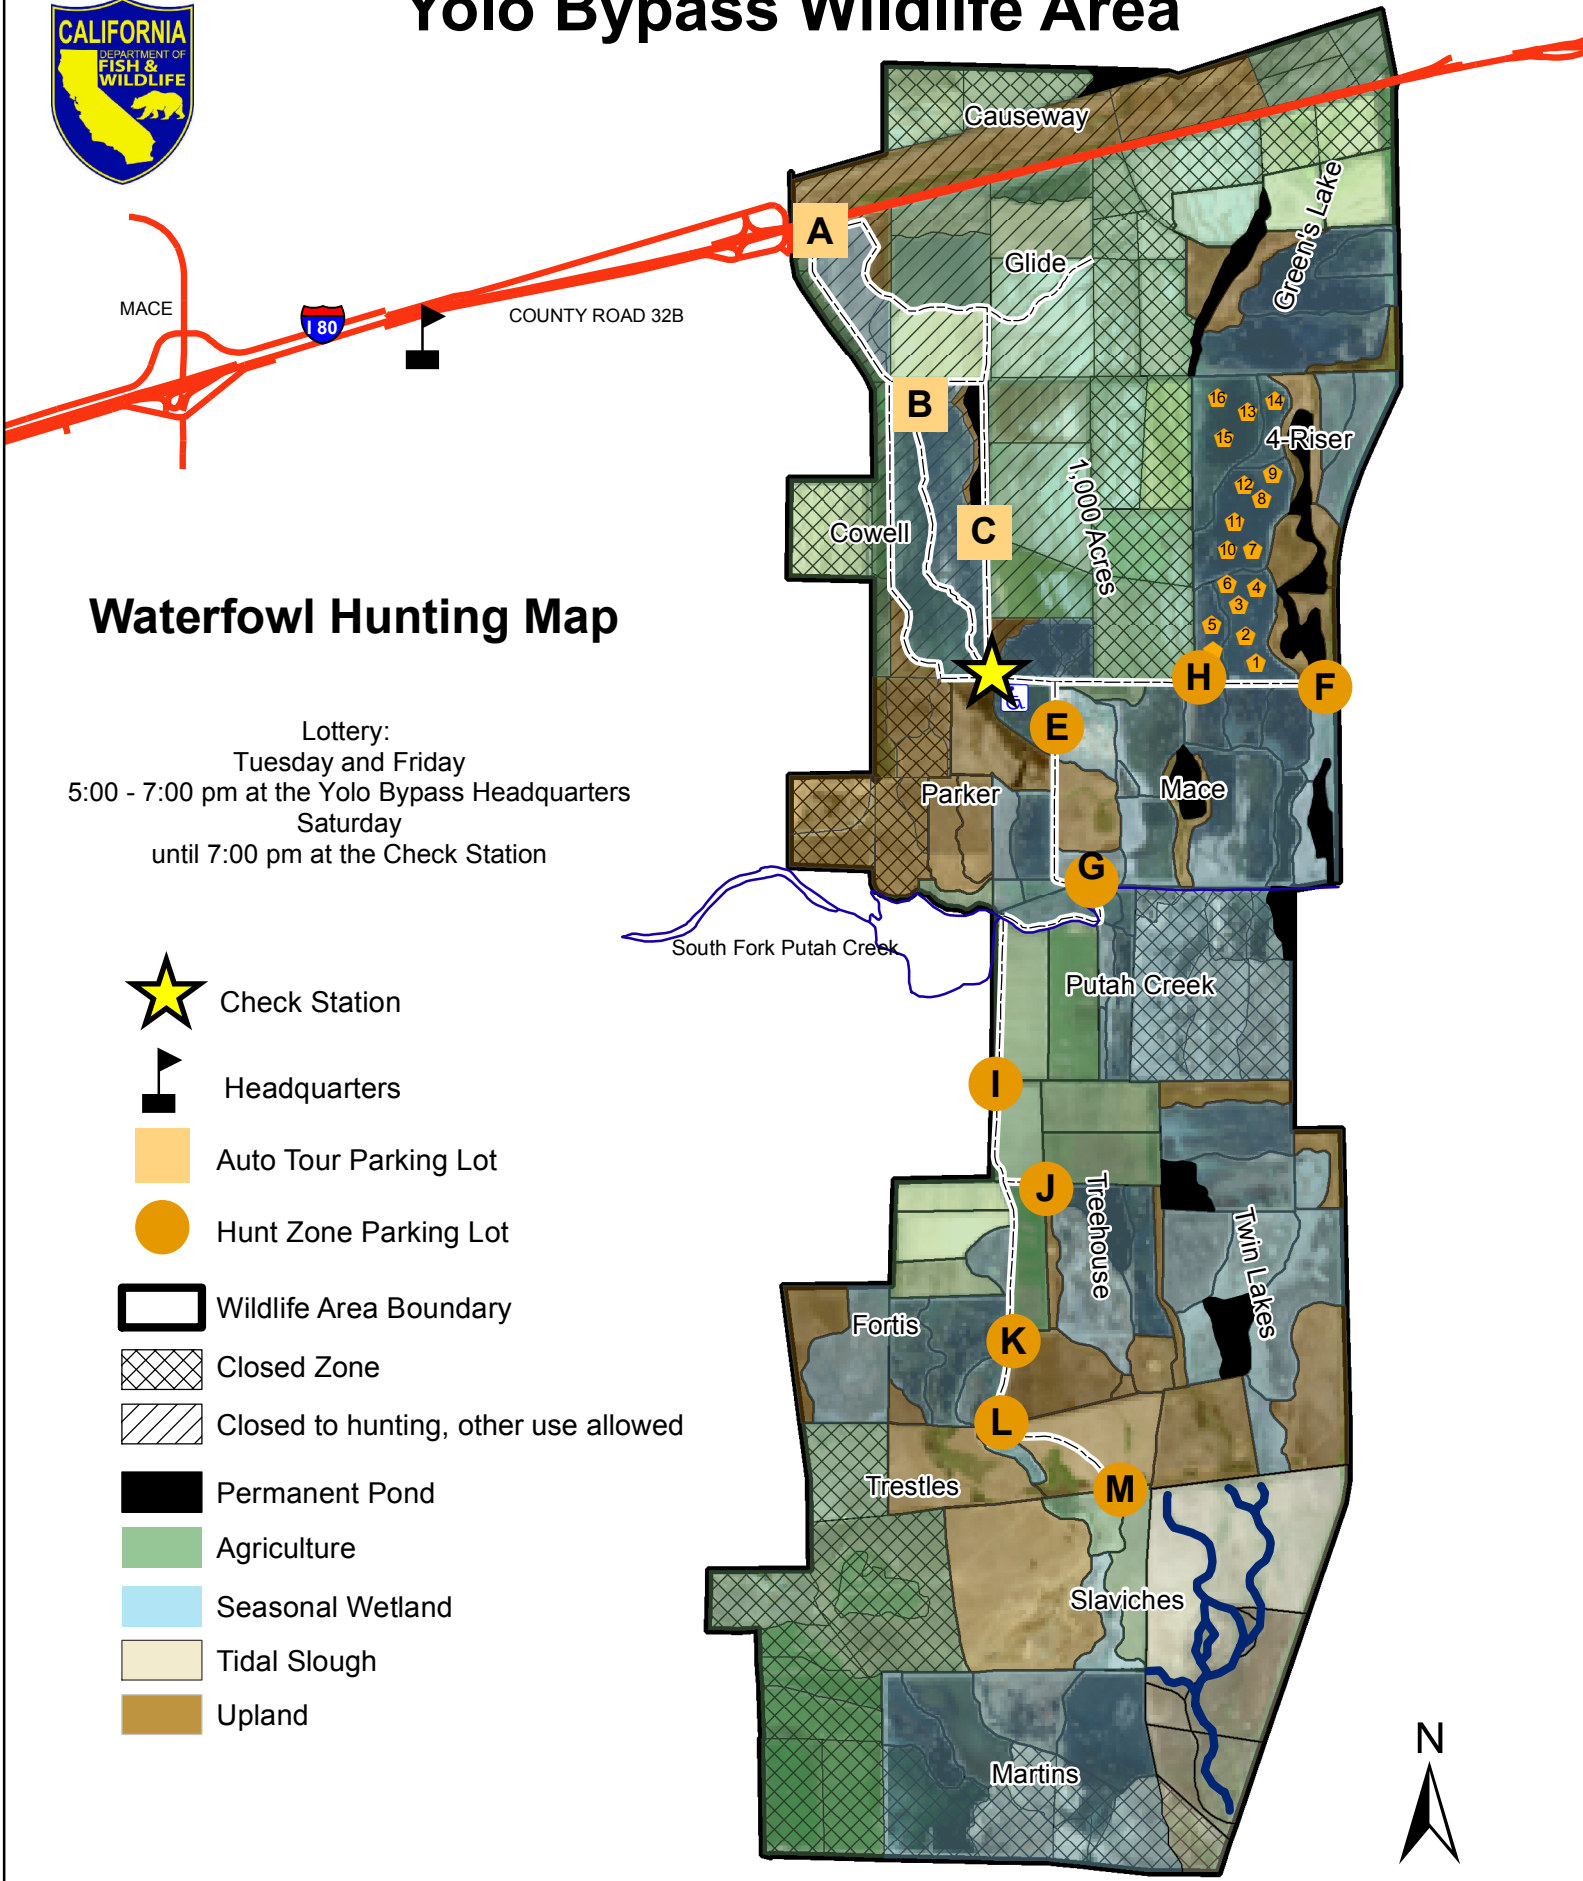 Yolo Bypass Wildlife Area
CALIFORNIA
DEPARTMENT OF
FISH &
WILDLIFE
Causeway
Green's Lake
A
Glide
MACE
I 80
COUNTY ROAD 32B
B
16
13
14
15
4-Riser
9
12
8
1,000 Acres
C
Cowell
11
10
7
6
4
3
5
2
1
Waterfowl Hunting Map
H
F
E
Lottery:
Tuesday and Friday
5:00 - 7:00 pm at the Yolo Bypass Headquarters
Saturday
until 7:00 pm at the Check Station
Parker
Mace
G
South Fork Putah Creek
Putah Creek
I
J
Treehouse
Twin Lakes
Fortis
K
L
Trestles
M
Slaviches
Martins
Check Station
Headquarters
Auto Tour Parking Lot
Hunt Zone Parking Lot
Wildlife Area Boundary
Closed Zone
Closed to hunting, other use allowed
Permanent Pond
Agriculture
Seasonal Wetland
Tidal Slough
Upland
N